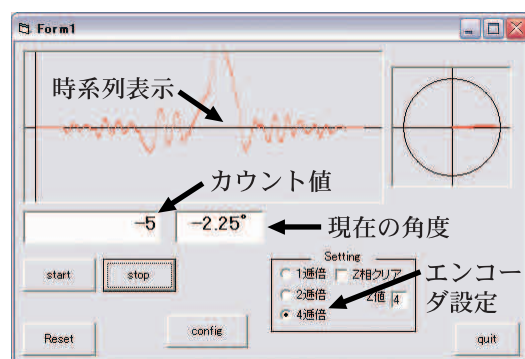 Form1
時系列表示
カウント値
-5
-2.25°
現在の角度
start
stop
Setting
1逓倍
Z相クリア
2逓倍
Z値 4
4逓倍
エンコー
ダ設定
Reset
config
quit